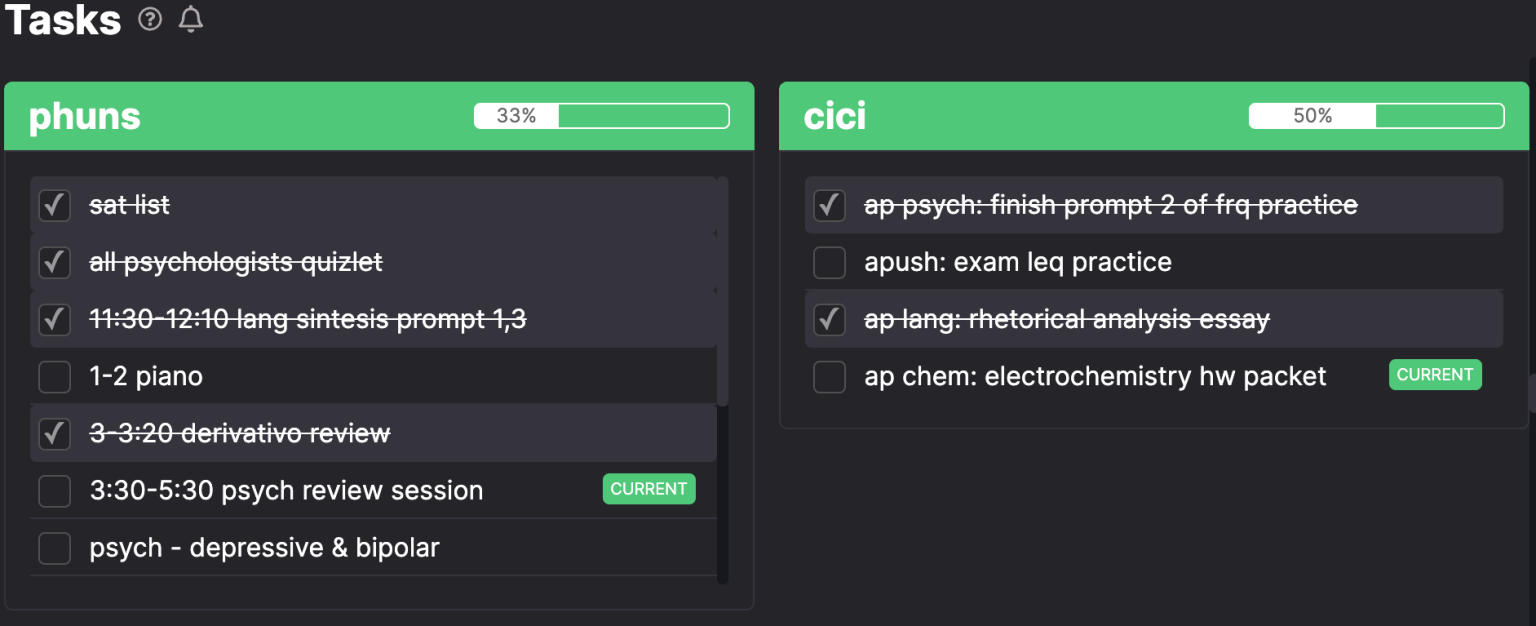 Tasks
phuns
33%
sat list
all psychologists quizlet
11:30-12:10 lang sintesis prompt 1,3
1-2 piano
3-3:20 derivativo review
3:30-5:30 psych review session
CURRENT
psych - depressive & bipolar
cici
50%
ap psych: finish prompt 2 of frq practice
apush: exam leq practice
ap lang: rhetorical analysis essay
ap chem: electrochemistry hw packet
CURRENT